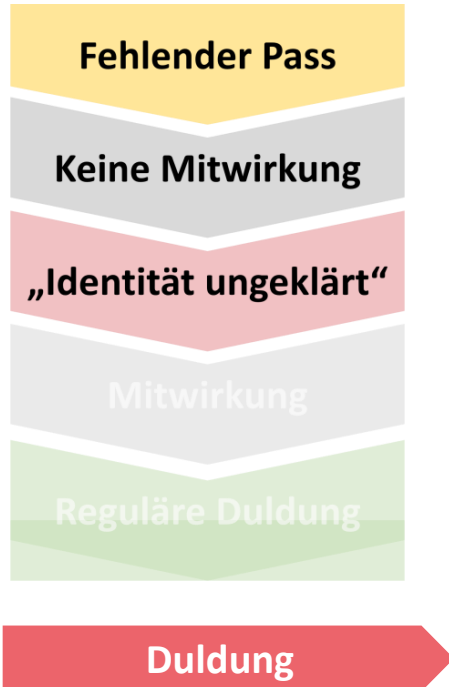 Fehlender Pass
Keine Mitwirkung
„Identität ungeklärt“
Mitwirkung
Reguläre Duldung
Duldung